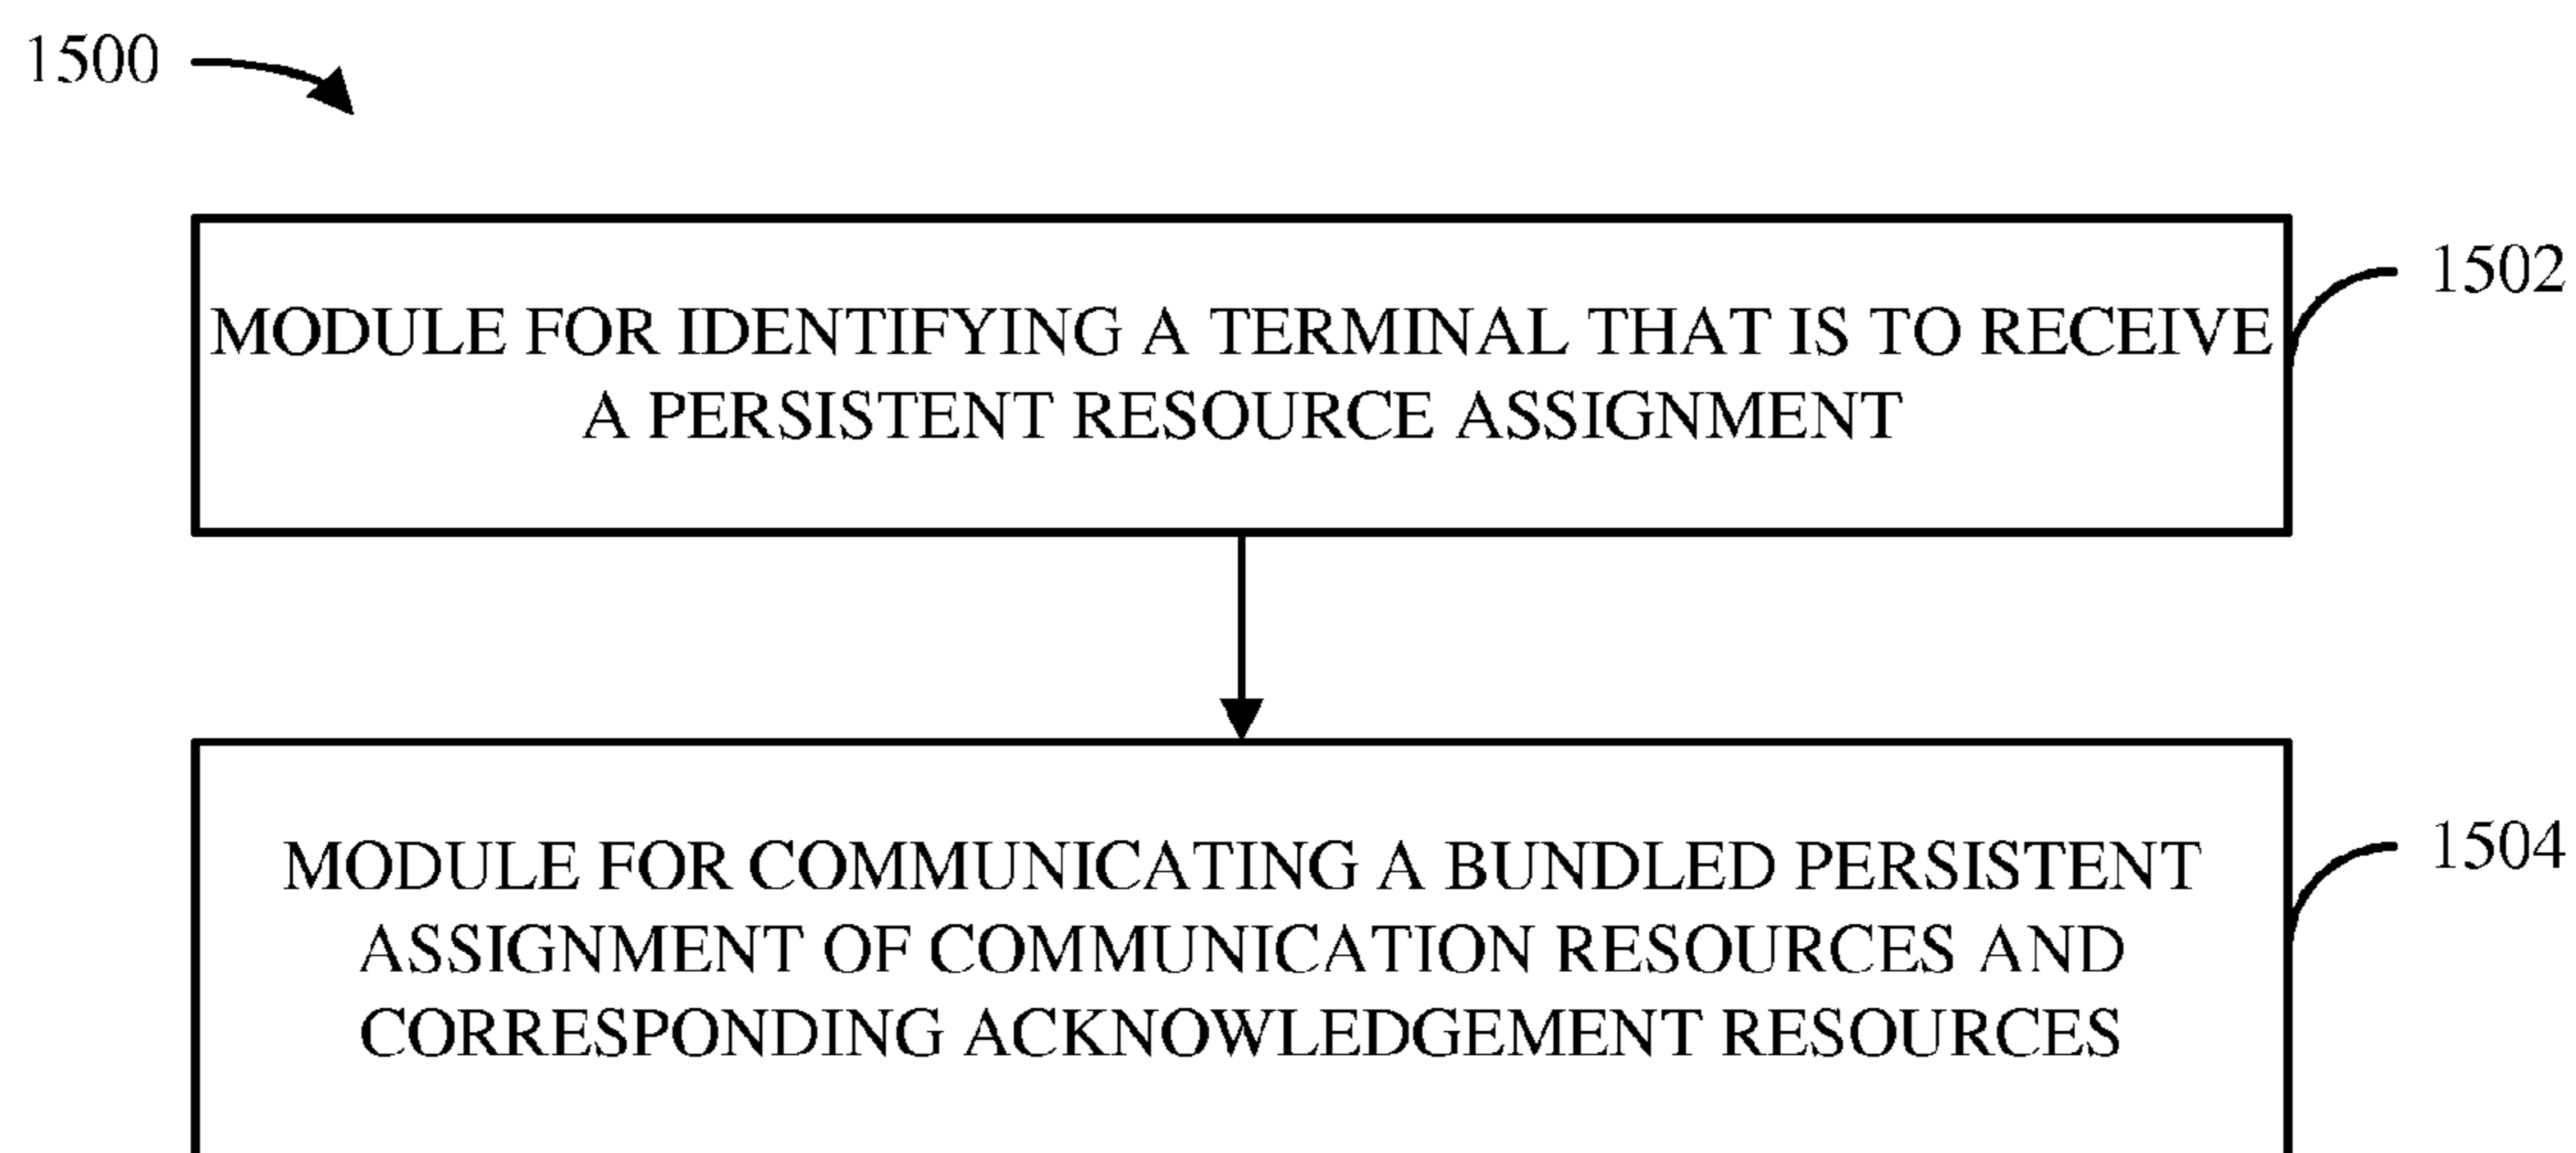 1500
1502
MODULE FOR IDENTIFYING A TERMINAL THAT IS TO RECEIVE
A PERSISTENT RESOURCE ASSIGNMENT
1504
MODULE FOR COMMUNICATING A BUNDLED PERSISTENT
ASSIGNMENT OF COMMUNICATION RESOURCES AND
CORRESPONDING ACKNOWLEDGEMENT RESOURCES